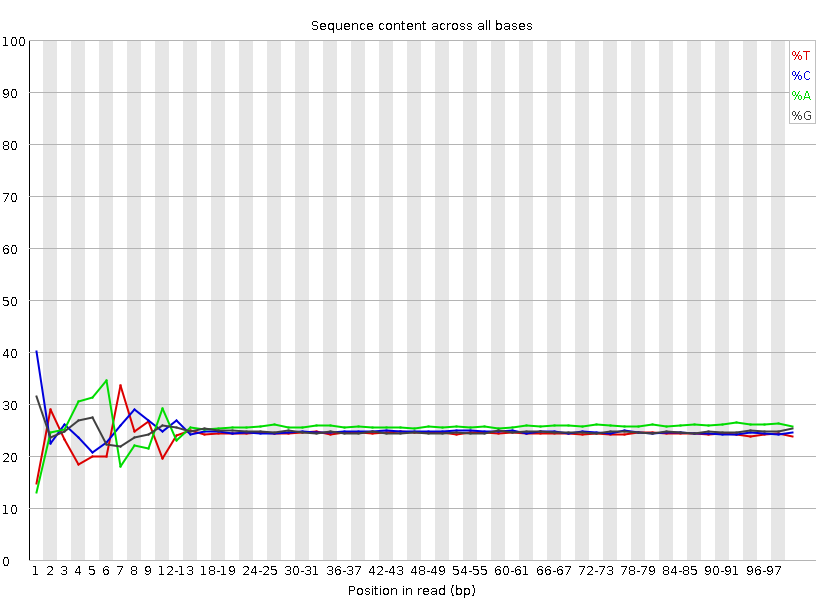 Sequence content across all bases
100
90
80
70
60
50
40
30
20
10
0
%T
%C
%A
%G
1 2 3 4 5 6 7 8 9 12-13 18-19 24-25 30-31 36-37 42-43 48-49 54-55 60-61 66-67 72-73 78-79 84-85 90-91 96-97
Position in read (bp)